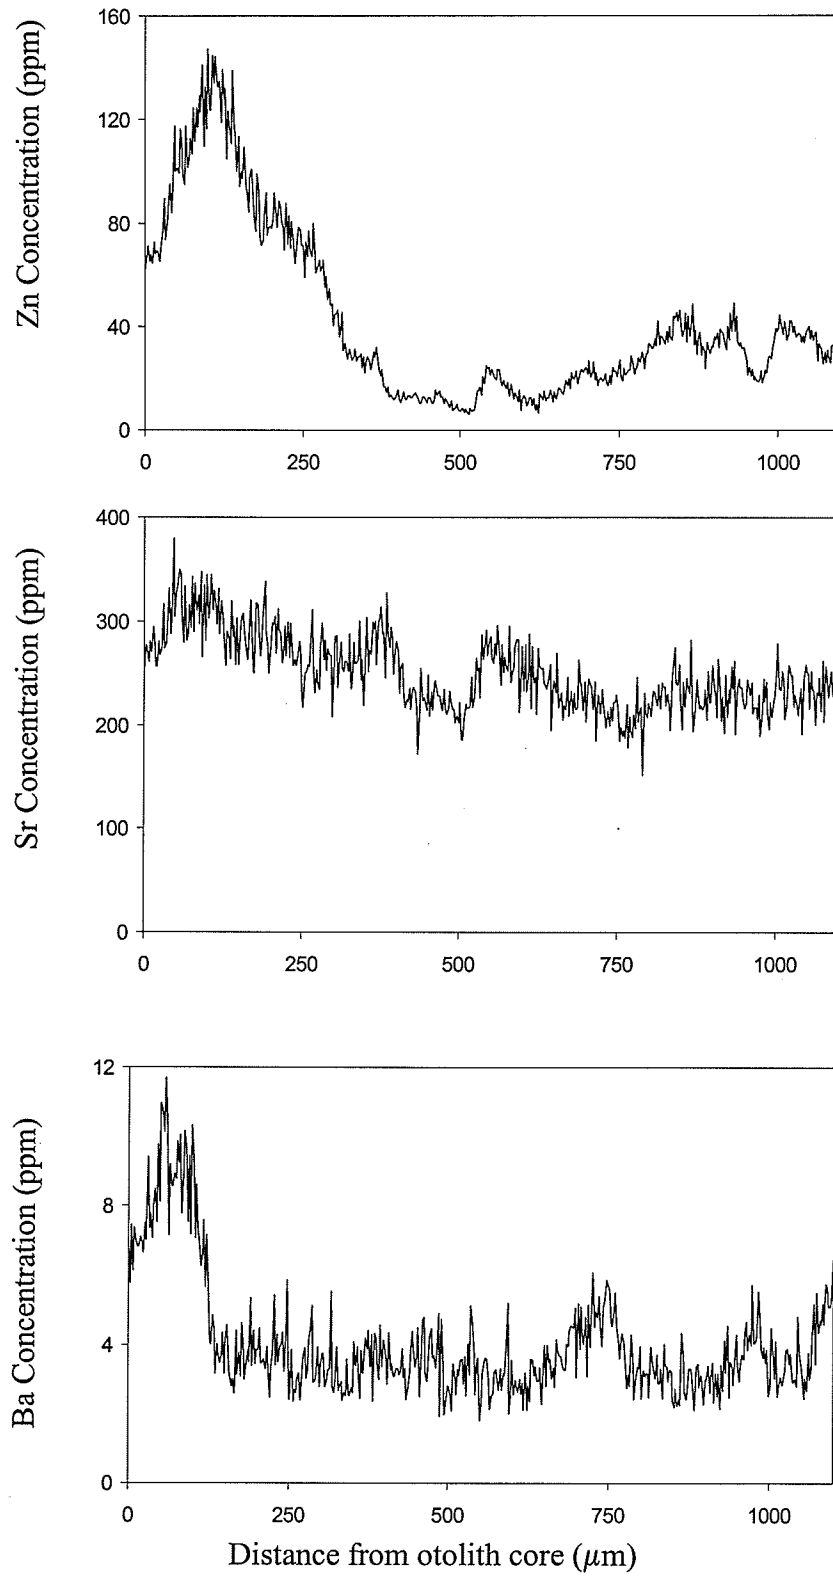 Zn Concentration (ppm)
160
120
80
40
0
0 250 500 750 1000
Sr Concentration (ppm)
400
300
200
100
0
0 250 500 750 1000
Ba Concentration (ppm)
12
8
4
0
0 250 500 750 1000
Distance from otolith core (μm)